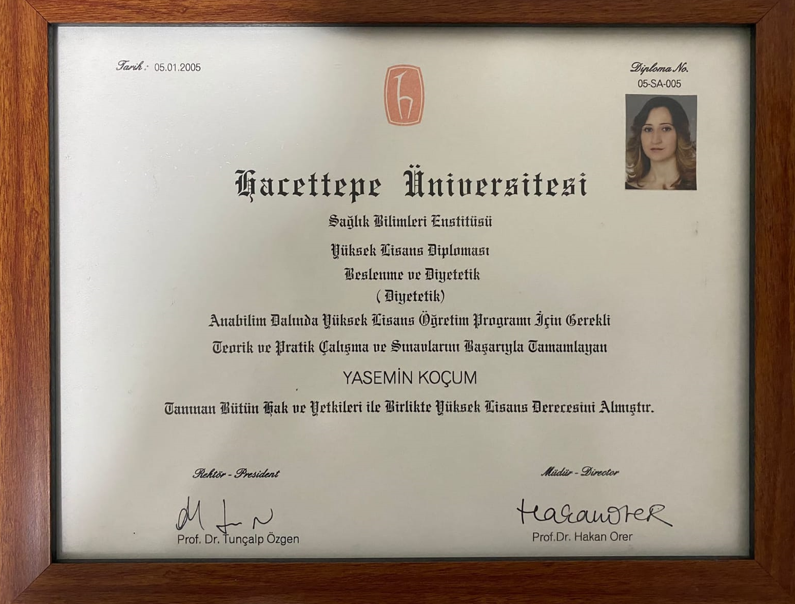 Tarih : 05.01.2005
Diploma No.
05-SA-005
Hacettepe Üniversitesi
Sağlık Bilimleri Enstitüsü
Yüksek Lisans Diploması
Beslenme ve Diyetetik
( Diyetetik)
Anabilim Dalında Yüksek Lisans Öğretim Programı İçin Gerekli
Teorik ve Pratik Çalışma ve Sınavlarını Başarıyla Tamamlayan
YASEMİN KOÇUM
Tanınan Bütün Hak ve Yetkileri ile Birlikte Yüksek Lisans Derecesini Almıştır.
Rektör - President
Müdür - Director
Hakan Orer
Prof. Dr. Tunçalp Özgen
Prof.Dr. Hakan Orer